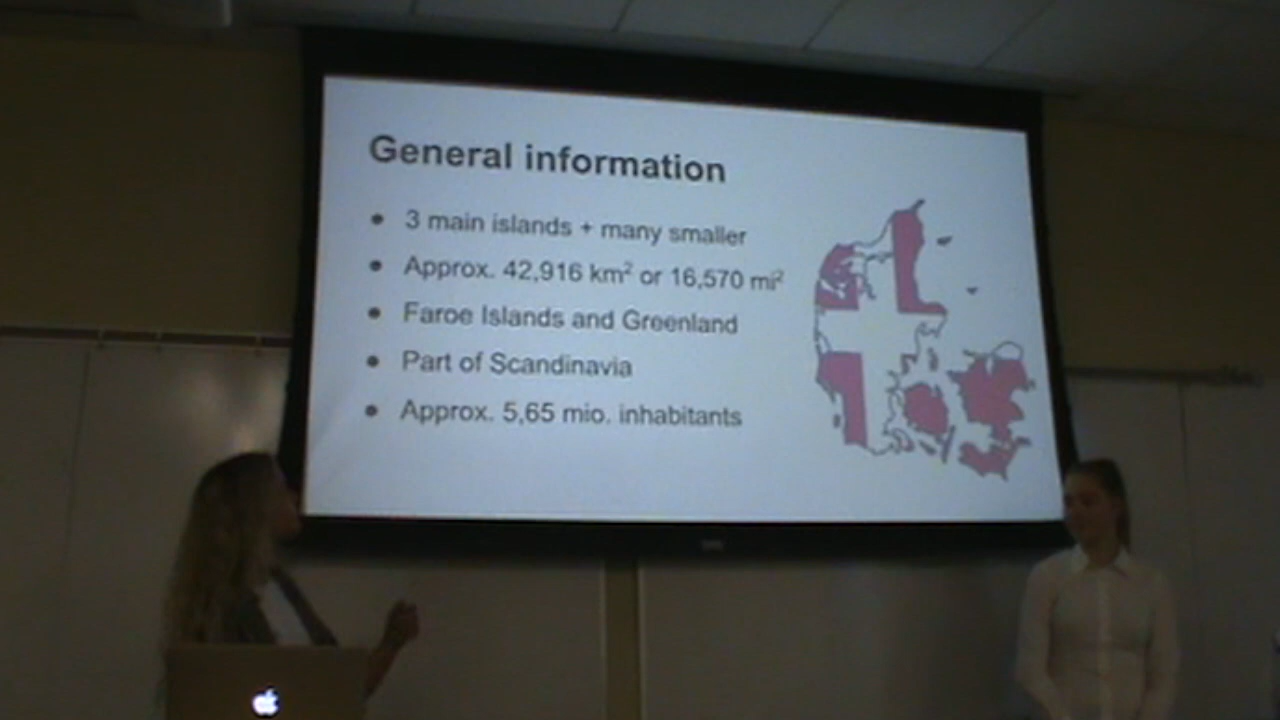 General information
• 3 main islands + many smaller
• Approx. 42,916 km² or 16,570 mi²
• Faroe Islands and Greenland
• Part of Scandinavia
• Approx. 5,65 mio. inhabitants